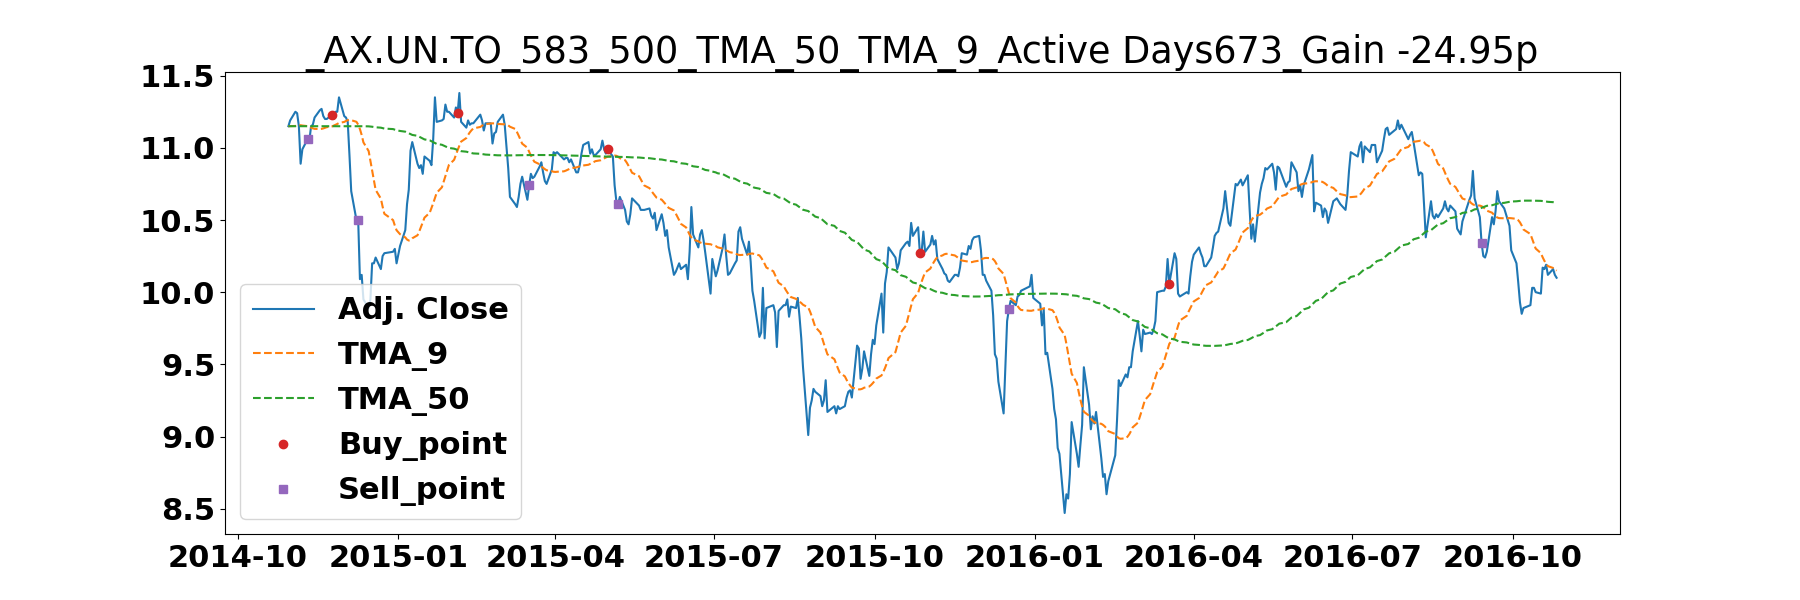 _AX.UN.TO_583_500_TMA_50_TMA_9_Active Days673_Gain -24.95p
11.5
11.0
10.5
10.0
9.5
9.0
8.5
Adj. Close
TMA_9
TMA_50
Buy_point
Sell_point
2014-10 2015-01 2015-04 2015-07 2015-10 2016-01 2016-04 2016-07 2016-10